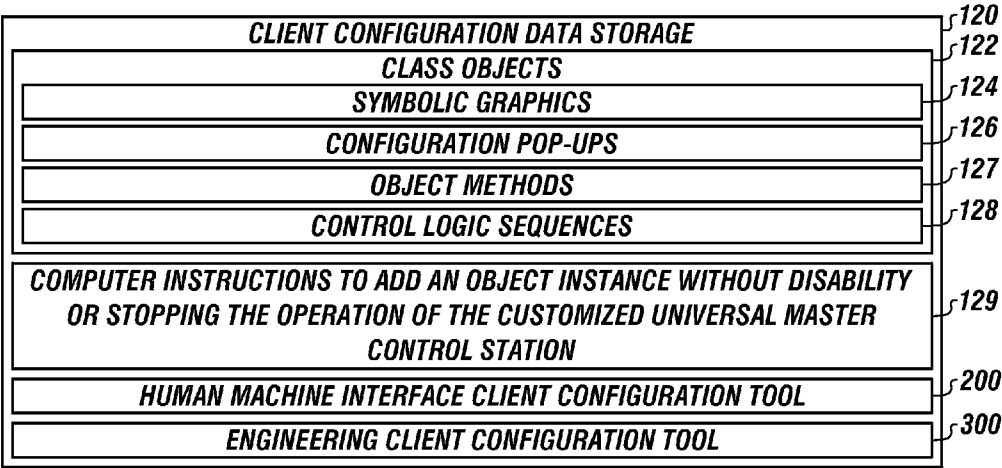 CLIENT CONFIGURATION DATA STORAGE 120
CLASS OBJECTS 122
SYMBOLIC GRAPHICS 124
CONFIGURATION POP-UPS 126
OBJECT METHODS 127
CONTROL LOGIC SEQUENCES 128
COMPUTER INSTRUCTIONS TO ADD AN OBJECT INSTANCE WITHOUT DISABILITY
OR STOPPING THE OPERATION OF THE CUSTOMIZED UNIVERSAL MASTER 129
CONTROL STATION
HUMAN MACHINE INTERFACE CLIENT CONFIGURATION TOOL 200
ENGINEERING CLIENT CONFIGURATION TOOL 300